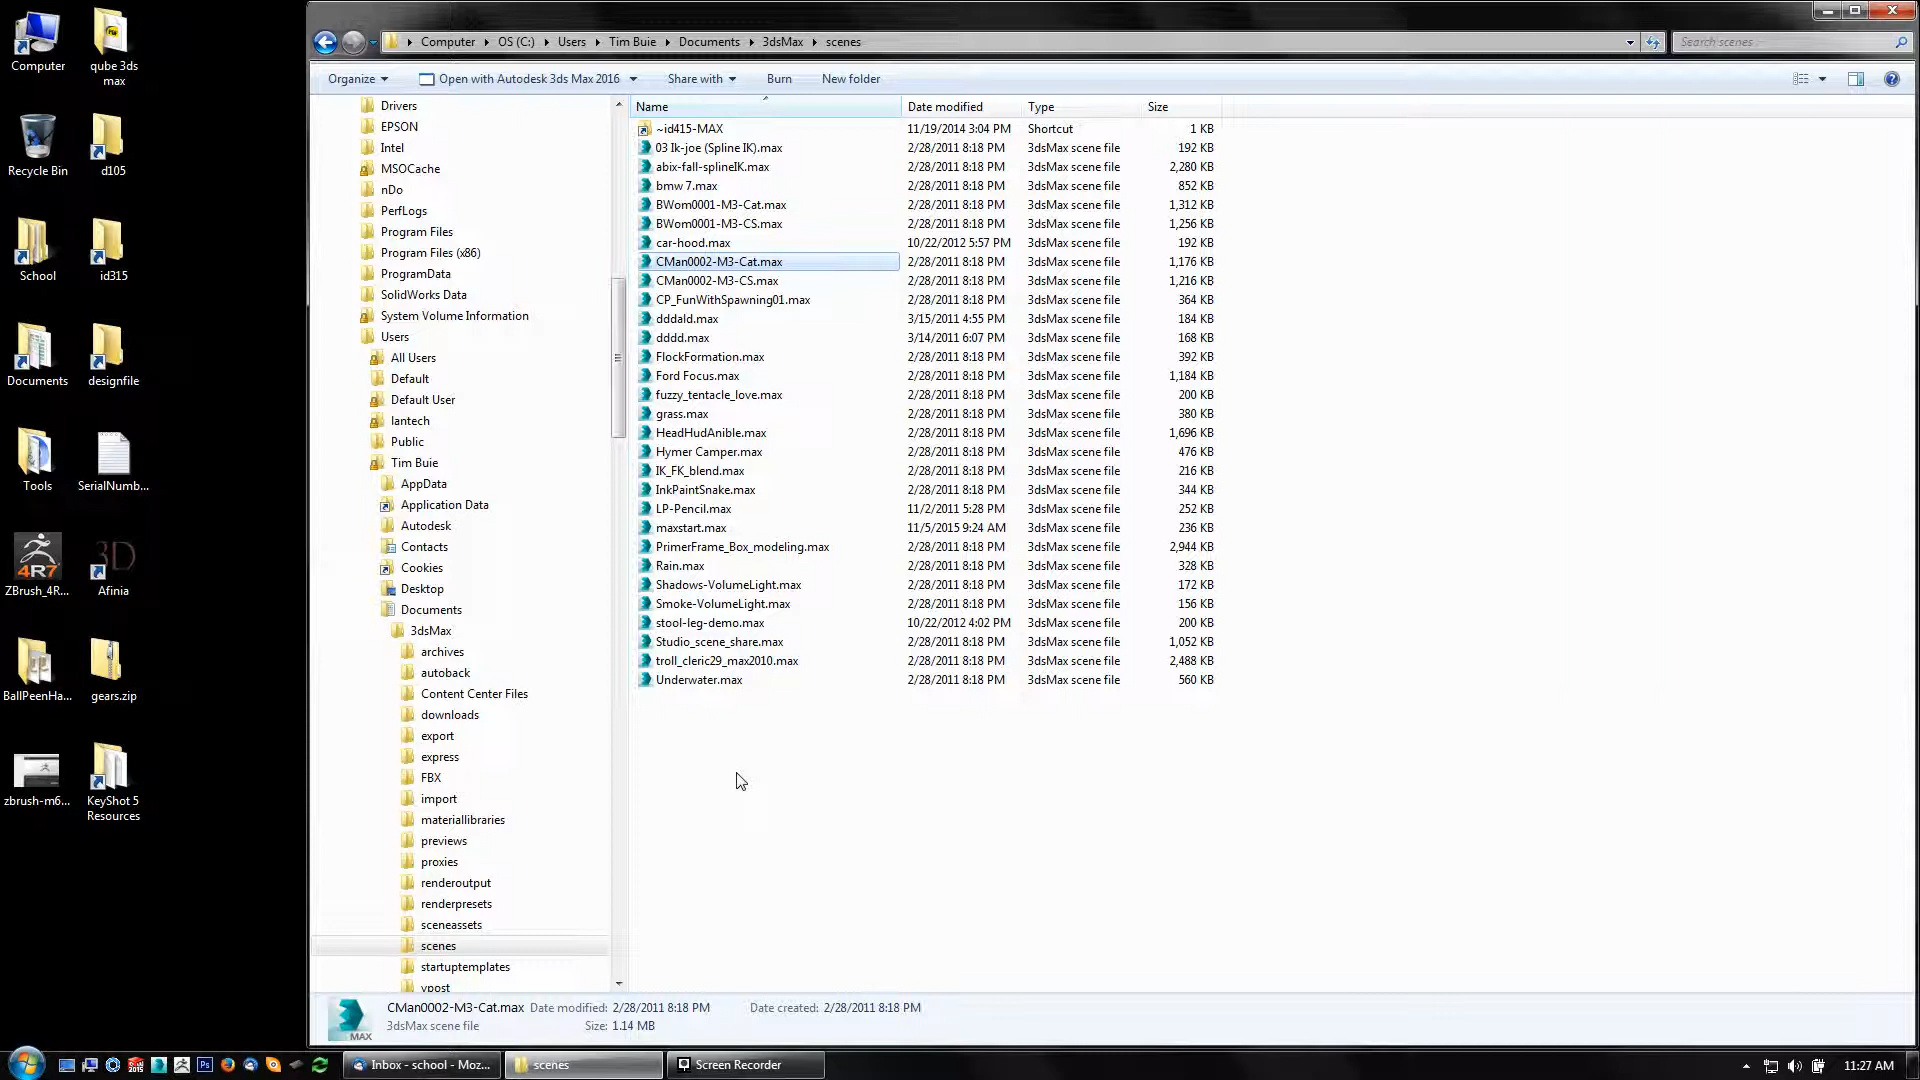 Computer
qube 3ds
max
Recycle Bin
d105
School
id315
Documents
designfile
Tools
SerialNumb...
4R7
3D
ZBrush_4R...
Afinia
BallPeenHa...
gears.zip
zbrush-m6...
KeyShot 5
Resources
Computer OS (C:) Users Tim Buie Documents 3dsMax scenes
Search scenes
Organize Open with Autodesk 3ds Max 2016 Share with Burn New folder
Drivers
EPSON
Intel
MSOCache
nDo
PerfLogs
Program Files
Program Files (x86)
ProgramData
SolidWorks Data
System Volume Information
Users
All Users
Default
Default User
lantech
Public
Tim Buie
AppData
Application Data
Autodesk
Contacts
Cookies
Desktop
Documents
3dsMax
archives
autoback
Content Center Files
downloads
export
express
FBX
import
materiallibraries
previews
proxies
renderoutput
renderpresets
sceneassets
scenes
startuptemplates
vpost
Name Date modified Type Size
~id415-MAX 11/19/2014 3:04 PM Shortcut 1 KB
03 Ik-joe (Spline IK).max 2/28/2011 8:18 PM 3dsMax scene file 192 KB
abix-fall-splineIK.max 2/28/2011 8:18 PM 3dsMax scene file 2,280 KB
bmw 7.max 2/28/2011 8:18 PM 3dsMax scene file 852 KB
BWom0001-M3-Cat.max 2/28/2011 8:18 PM 3dsMax scene file 1,312 KB
BWom0001-M3-CS.max 2/28/2011 8:18 PM 3dsMax scene file 1,256 KB
car-hood.max 10/22/2012 5:57 PM 3dsMax scene file 192 KB
CMan0002-M3-Cat.max 2/28/2011 8:18 PM 3dsMax scene file 1,176 KB
CMan0002-M3-CS.max 2/28/2011 8:18 PM 3dsMax scene file 1,216 KB
CP_FunWithSpawning01.max 2/28/2011 8:18 PM 3dsMax scene file 364 KB
dddald.max 3/15/2011 4:55 PM 3dsMax scene file 184 KB
dddd.max 3/14/2011 6:07 PM 3dsMax scene file 168 KB
FlockFormation.max 2/28/2011 8:18 PM 3dsMax scene file 392 KB
Ford Focus.max 2/28/2011 8:18 PM 3dsMax scene file 1,184 KB
fuzzy_tentacle_love.max 2/28/2011 8:18 PM 3dsMax scene file 200 KB
grass.max 2/28/2011 8:18 PM 3dsMax scene file 380 KB
HeadHudAnible.max 2/28/2011 8:18 PM 3dsMax scene file 1,696 KB
Hymer Camper.max 2/28/2011 8:18 PM 3dsMax scene file 476 KB
IK_FK_blend.max 2/28/2011 8:18 PM 3dsMax scene file 216 KB
InkPaintSnake.max 2/28/2011 8:18 PM 3dsMax scene file 344 KB
LP-Pencil.max 11/2/2011 5:28 PM 3dsMax scene file 252 KB
maxstart.max 11/5/2015 9:24 AM 3dsMax scene file 236 KB
PrimerFrame_Box_modeling.max 2/28/2011 8:18 PM 3dsMax scene file 2,944 KB
Rain.max 2/28/2011 8:18 PM 3dsMax scene file 328 KB
Shadows-VolumeLight.max 2/28/2011 8:18 PM 3dsMax scene file 172 KB
Smoke-VolumeLight.max 2/28/2011 8:18 PM 3dsMax scene file 156 KB
stool-leg-demo.max 10/22/2012 4:02 PM 3dsMax scene file 200 KB
Studio_scene_share.max 2/28/2011 8:18 PM 3dsMax scene file 1,052 KB
troll_cleric29_max2010.max 2/28/2011 8:18 PM 3dsMax scene file 2,488 KB
Underwater.max 2/28/2011 8:18 PM 3dsMax scene file 560 KB
CMan0002-M3-Cat.max Date modified: 2/28/2011 8:18 PM Date created: 2/28/2011 8:18 PM
3dsMax scene file Size: 1.14 MB
MAX
Ps
Inbox - school - Moz... scenes Screen Recorder 11:27 AM